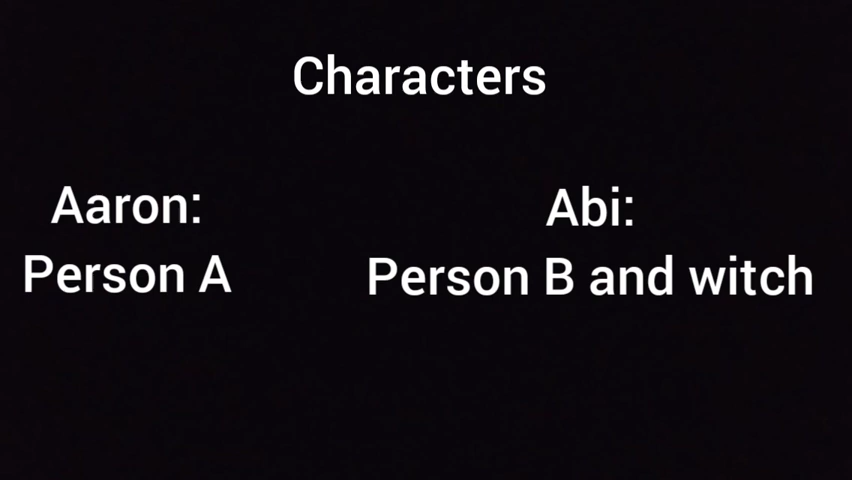 Characters
Aaron:
Person A
Abi:
Person B and witch